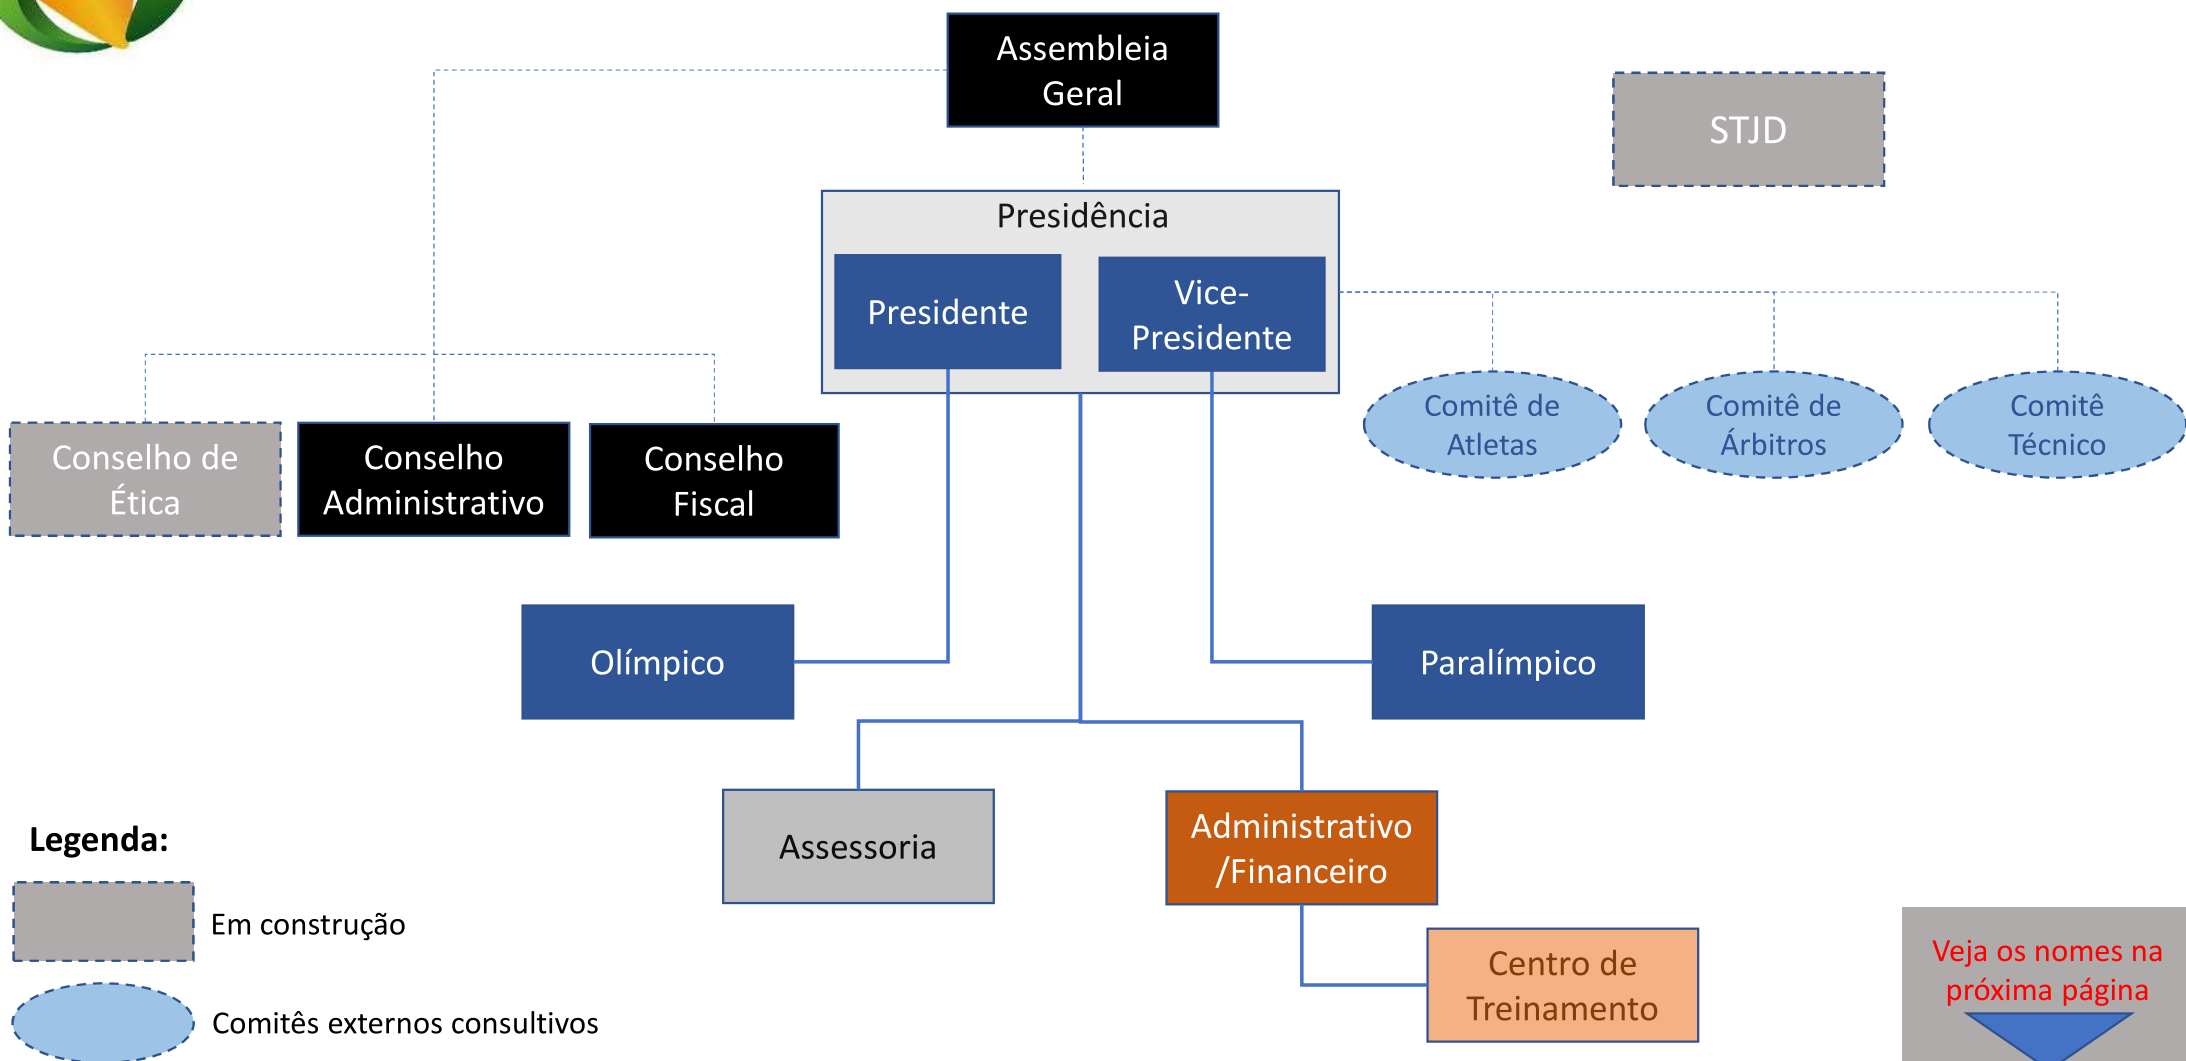 Assembleia
Geral
STJD
Presidência
Presidente
Vice-
Presidente
Comitê de
Atletas
Comitê de
Árbitros
Comitê
Técnico
Conselho de
Ética
Conselho
Administrativo
Conselho
Fiscal
Olímpico
Paralímpico
Assessoria
Administrativo
/Financeiro
Centro de
Treinamento
Legenda:
Em construção
Comitês externos consultivos
Veja os nomes na
próxima página